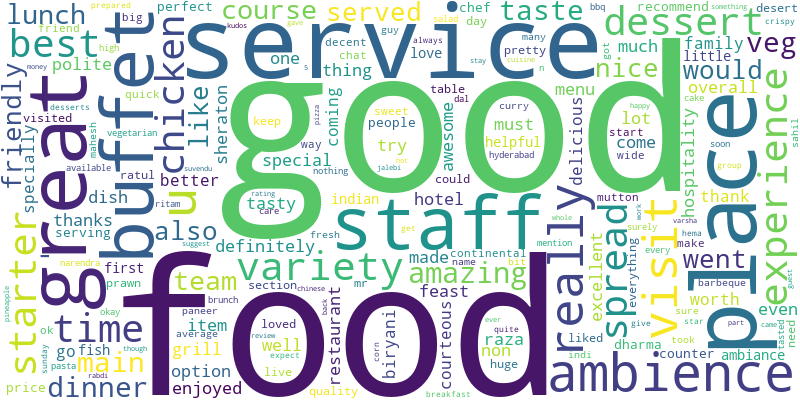 lunch
big
perfect
course
served
chef
taste
bbq
recommend
something
desert
dessert
crispy
prepared
friend
high
kudos
gave
salad
guy
day
many
pretty
always
love
decent
best
polite
money
desserts
buffet
chicken
service
one
chat
thing
stay
cuisine
n
got
nice
much
family
little
veg
would
cake
overall
friendly
great
quick
like
sheraton
coming
way
pizza
table
dal
awesome
menu
good
place
experience
visited
vegetarian
mahesh
available
keep
special
nothing
sweet
people
try
not
jalebi
curry
must
helpful
hyderabad
delicious
happy
start
lot
come
wide
hospitality
soon
group
sahil
specially
ratul
better
suvendu
rating
tasty
care
indian
hotel
could
mutton
thank
dish
u
ritam
thanks
serving
also
suggest
definitely.
fresh
get
staff
really
spread
visit
whole
work
surely
varsha
hema
make
mention
starter
narendra
first
prawn
team
variety
made
continental
name
bit
mr
amazing
excellent
everything
every
went
barbeque
worth
even
need
guest
pineapple
ok
okay
time
item
section
chinese
brunch
restaurant
back
feast
food
ever
quite
raza
non
huge
liked
dharma
indi
give
took
sure
star
part
came
tasted
ambiance
counter
go
fish
paneer
average
grill
loved
review
well
expect
live
corn
biryani
courteous
sunday
pasta
though
main
option
price
dinner
rabdi
enjoyed
quality
breakfast
ambience